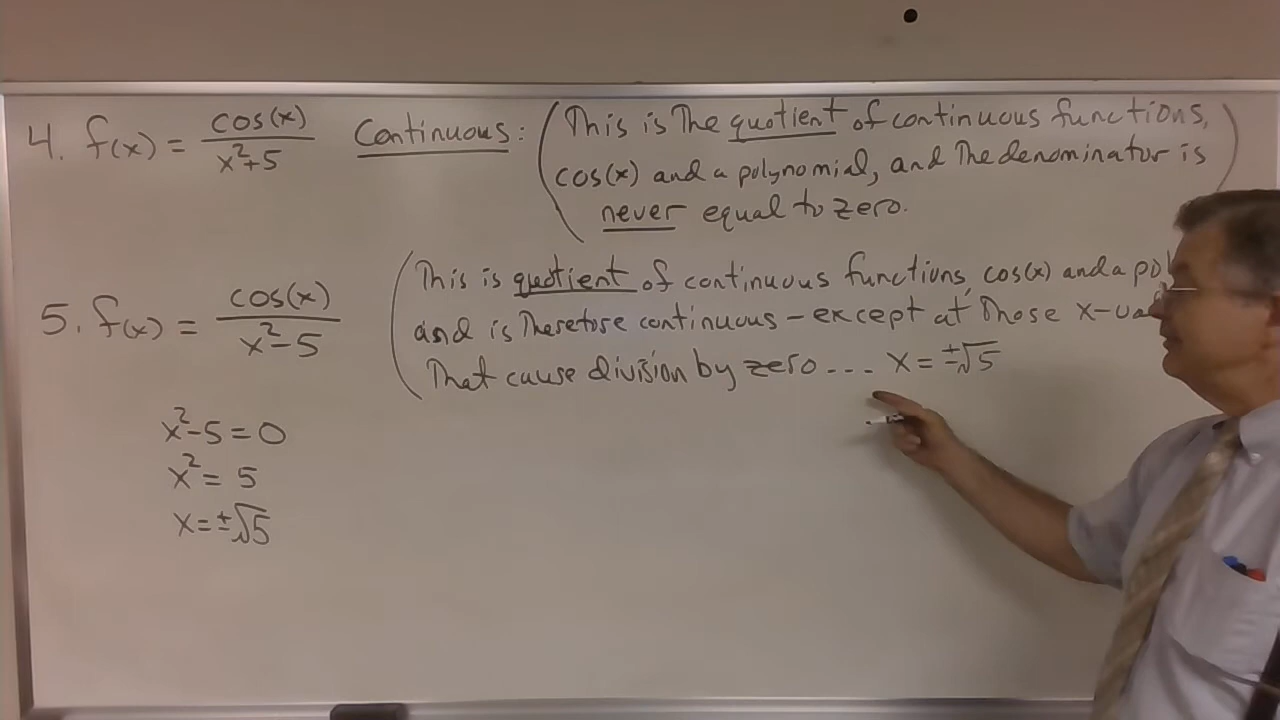 4. f(x) = cos(x) / x²+5 Continuous: (This is The quotient of continuous functions,
cos(x) and a polynomial, and The denominator is
never equal to zero.)
5. f(x) = cos(x) / x²-5 (This is quotient of continuous functions, cos(x) and a
and is Therefore continuous - except at Those
That cause division by zero --- x = ±√5
x²-5 = 0
x² = 5
x = ±√5